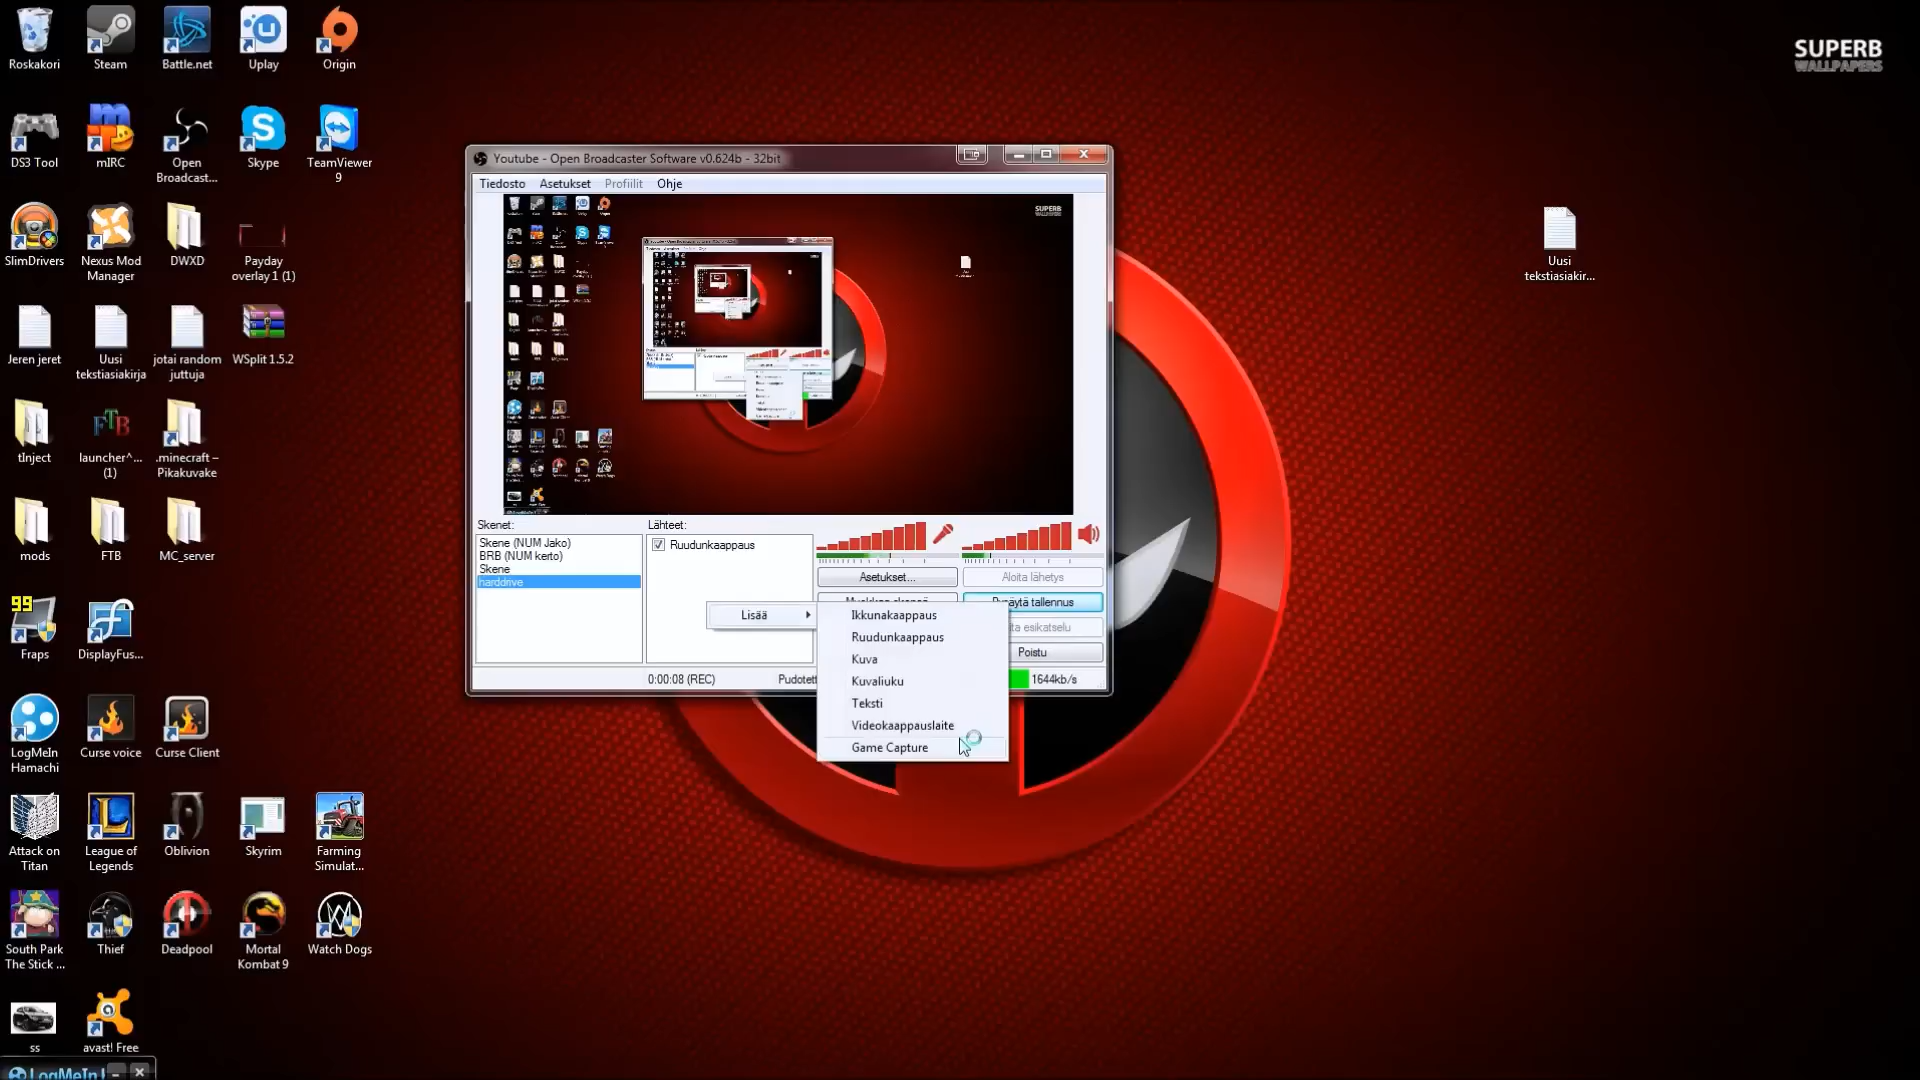 Roskakori
Steam
Battle.net
Uplay
Origin
SUPERB
WALLPAPERS
DS3 Tool
mIRC
Open
Broadcast...
Skype
TeamViewer
9
SlimDrivers
Nexus Mod
Manager
DWXD
Payday
overlay 1 (1)
Jeren jeret
Uusi
tekstiasiakirja
jotai random
juttuja
WSplit 1.5.2
tInject
FTB
launcher^...
(1)
.minecraft –
Pikakuvake
mods
FTB
MC_server
99
Fraps
DisplayFus...
LogMeIn
Hamachi
Curse voice
Curse Client
Attack on
Titan
League of
Legends
Oblivion
Skyrim
Farming
Simulat...
South Park
The Stick ...
Thief
Deadpool
Mortal
Kombat 9
Watch Dogs
ss
avast! Free
LogMeIn
Uusi
tekstiasiakir...
Youtube - Open Broadcaster Software v0.624b - 32bit
Tiedosto Asetukset Profiilit Ohje
SUPERB
Skenet:
Skene (NUM Jako)
BRB (NUM kerto)
Skene
harddrive
Lähteet:
Ruudunkaappaus
Asetukset...
Aloita lähetys
Pysäytä tallennus
Poistu
0:00:08 (REC)
1644kb/s
Lisää
Ikkunakaappaus
Ruudunkaappaus
Kuva
Kuvaliuku
Teksti
Videokaappauslaite
Game Capture